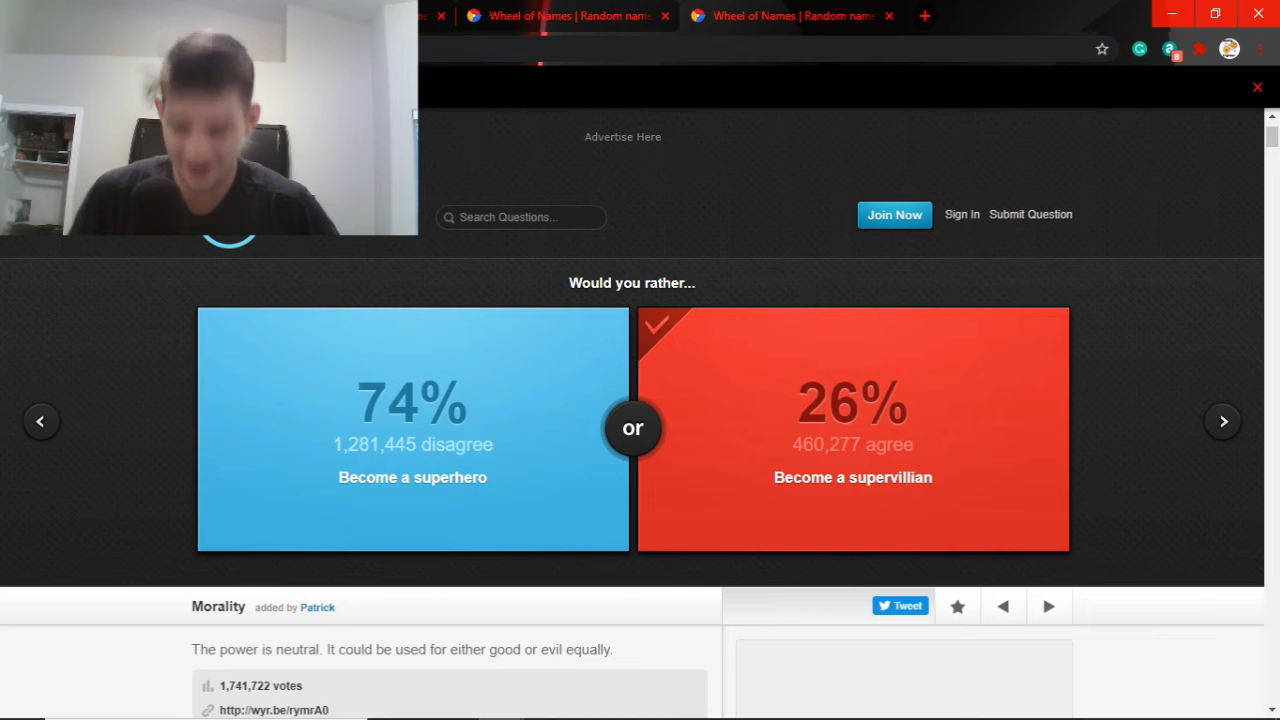 Wheel of Names | Random name
Wheel of Names | Random name
8
Advertise Here
Search Questions...
Join Now
Sign In
Submit Question
Would you rather...
74%
1,281,445 disagree
Become a superhero
or
26%
460,277 agree
Become a supervillian
Morality added by Patrick
Tweet
The power is neutral. It could be used for either good or evil equally.
1,741,722 votes
http://wyr.be/rymrA0